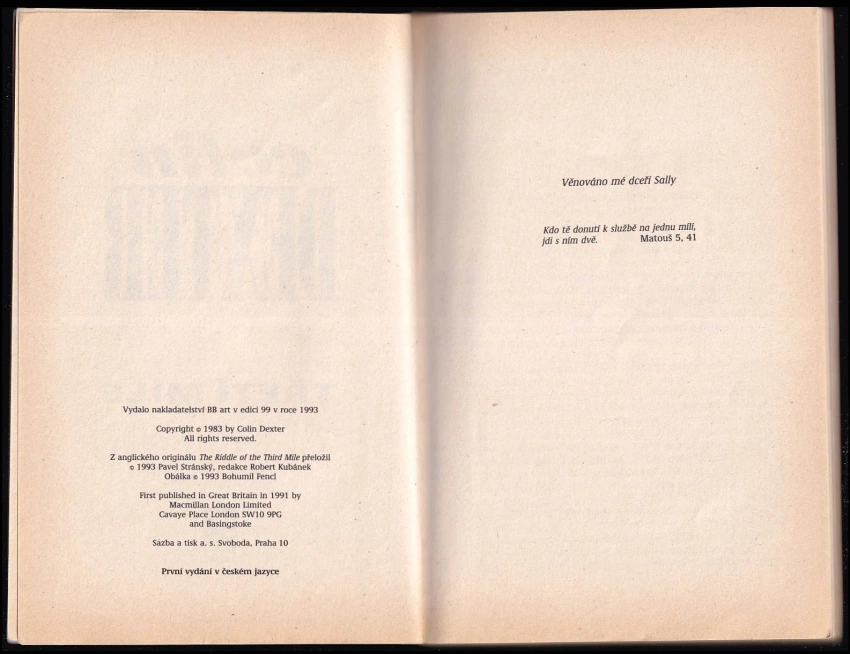 Vydalo nakladatelství BB art v edici 99 v roce 1993
Copyright © 1983 by Colin Dexter
All rights reserved.
Z anglického originálu The Riddle of the Third Mile přeložil
© 1993 Pavel Stránský, redakce Robert Kubánek
Obálka © 1993 Bohumil Fencl
First published in Great Britain in 1991 by
Macmillan London Limited
Cavaye Place London SW10 9PG
and Basingstoke
Sazba a tisk a. s. Svoboda, Praha 10
První vydání v českém jazyce
Věnováno mé dceři Sally
Kdo tě donutí k službě na jednu míli,
jdi s ním dvě. Matouš 5, 41